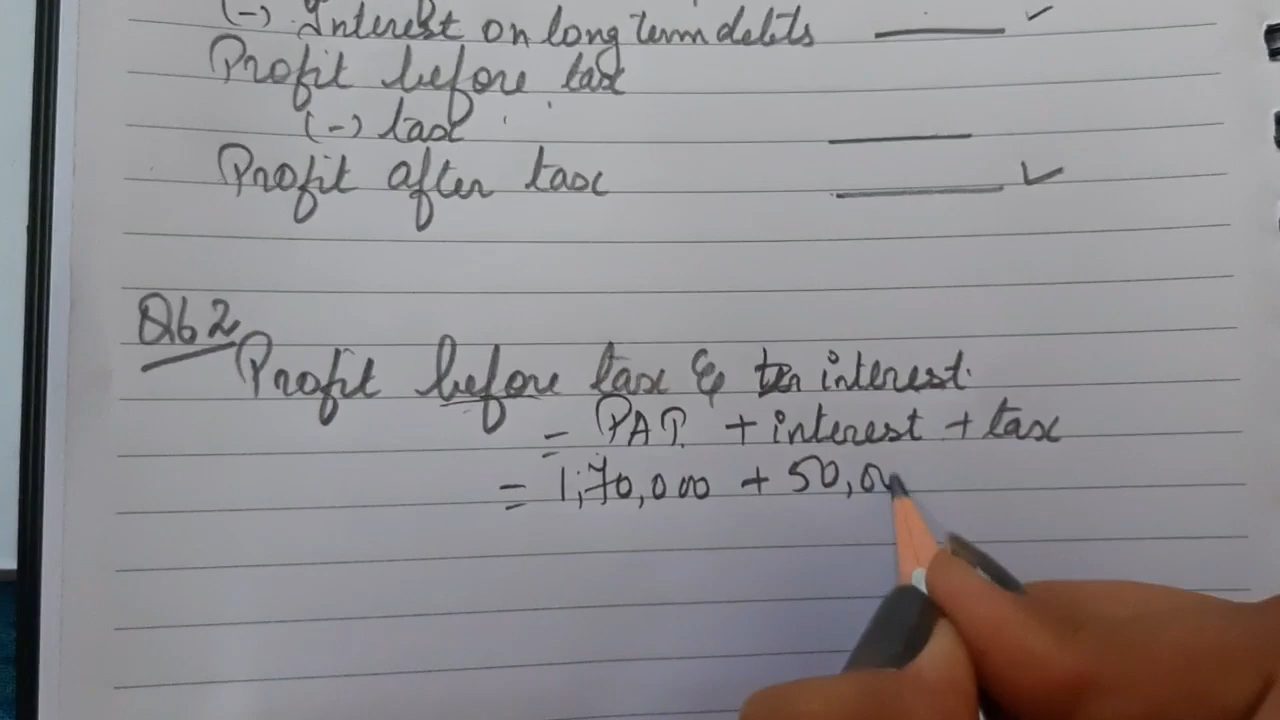 (-) Interest on long term debts
Profit before tax
(-) tax
Profit after tax
Q62
Profit before tax & interest.
= PAT + interest + tax
= 1,70,000 + 50,00